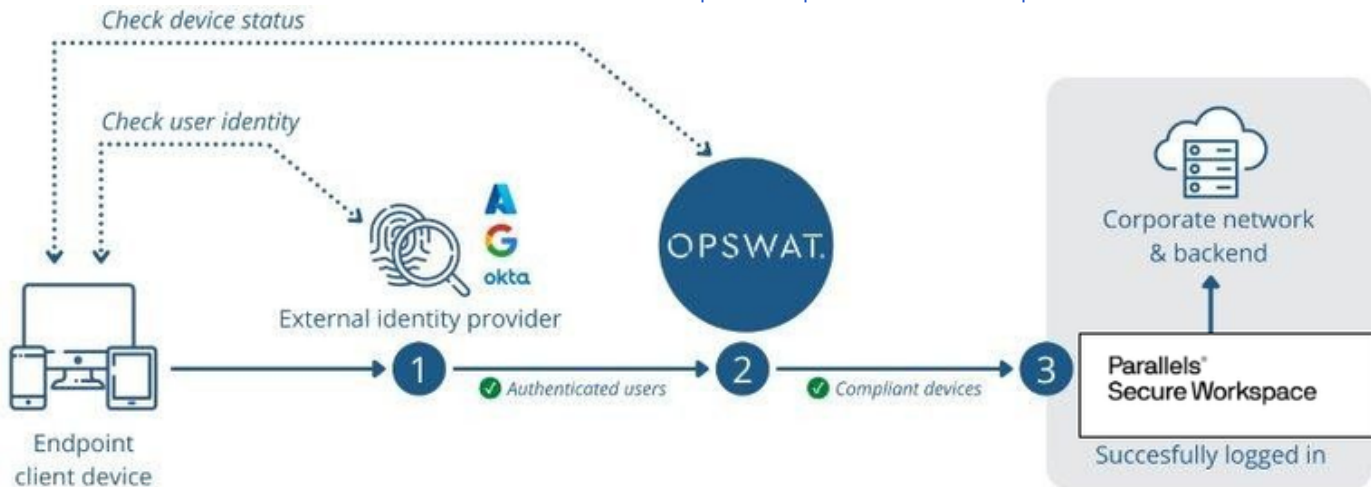 Check device status
Check user identity
G
okta
OPSWAT.
External identity provider
1
Authenticated users
2
Compliant devices
3
Corporate network
& backend
Parallels®
Secure Workspace
Succesfully logged in
Endpoint
client device